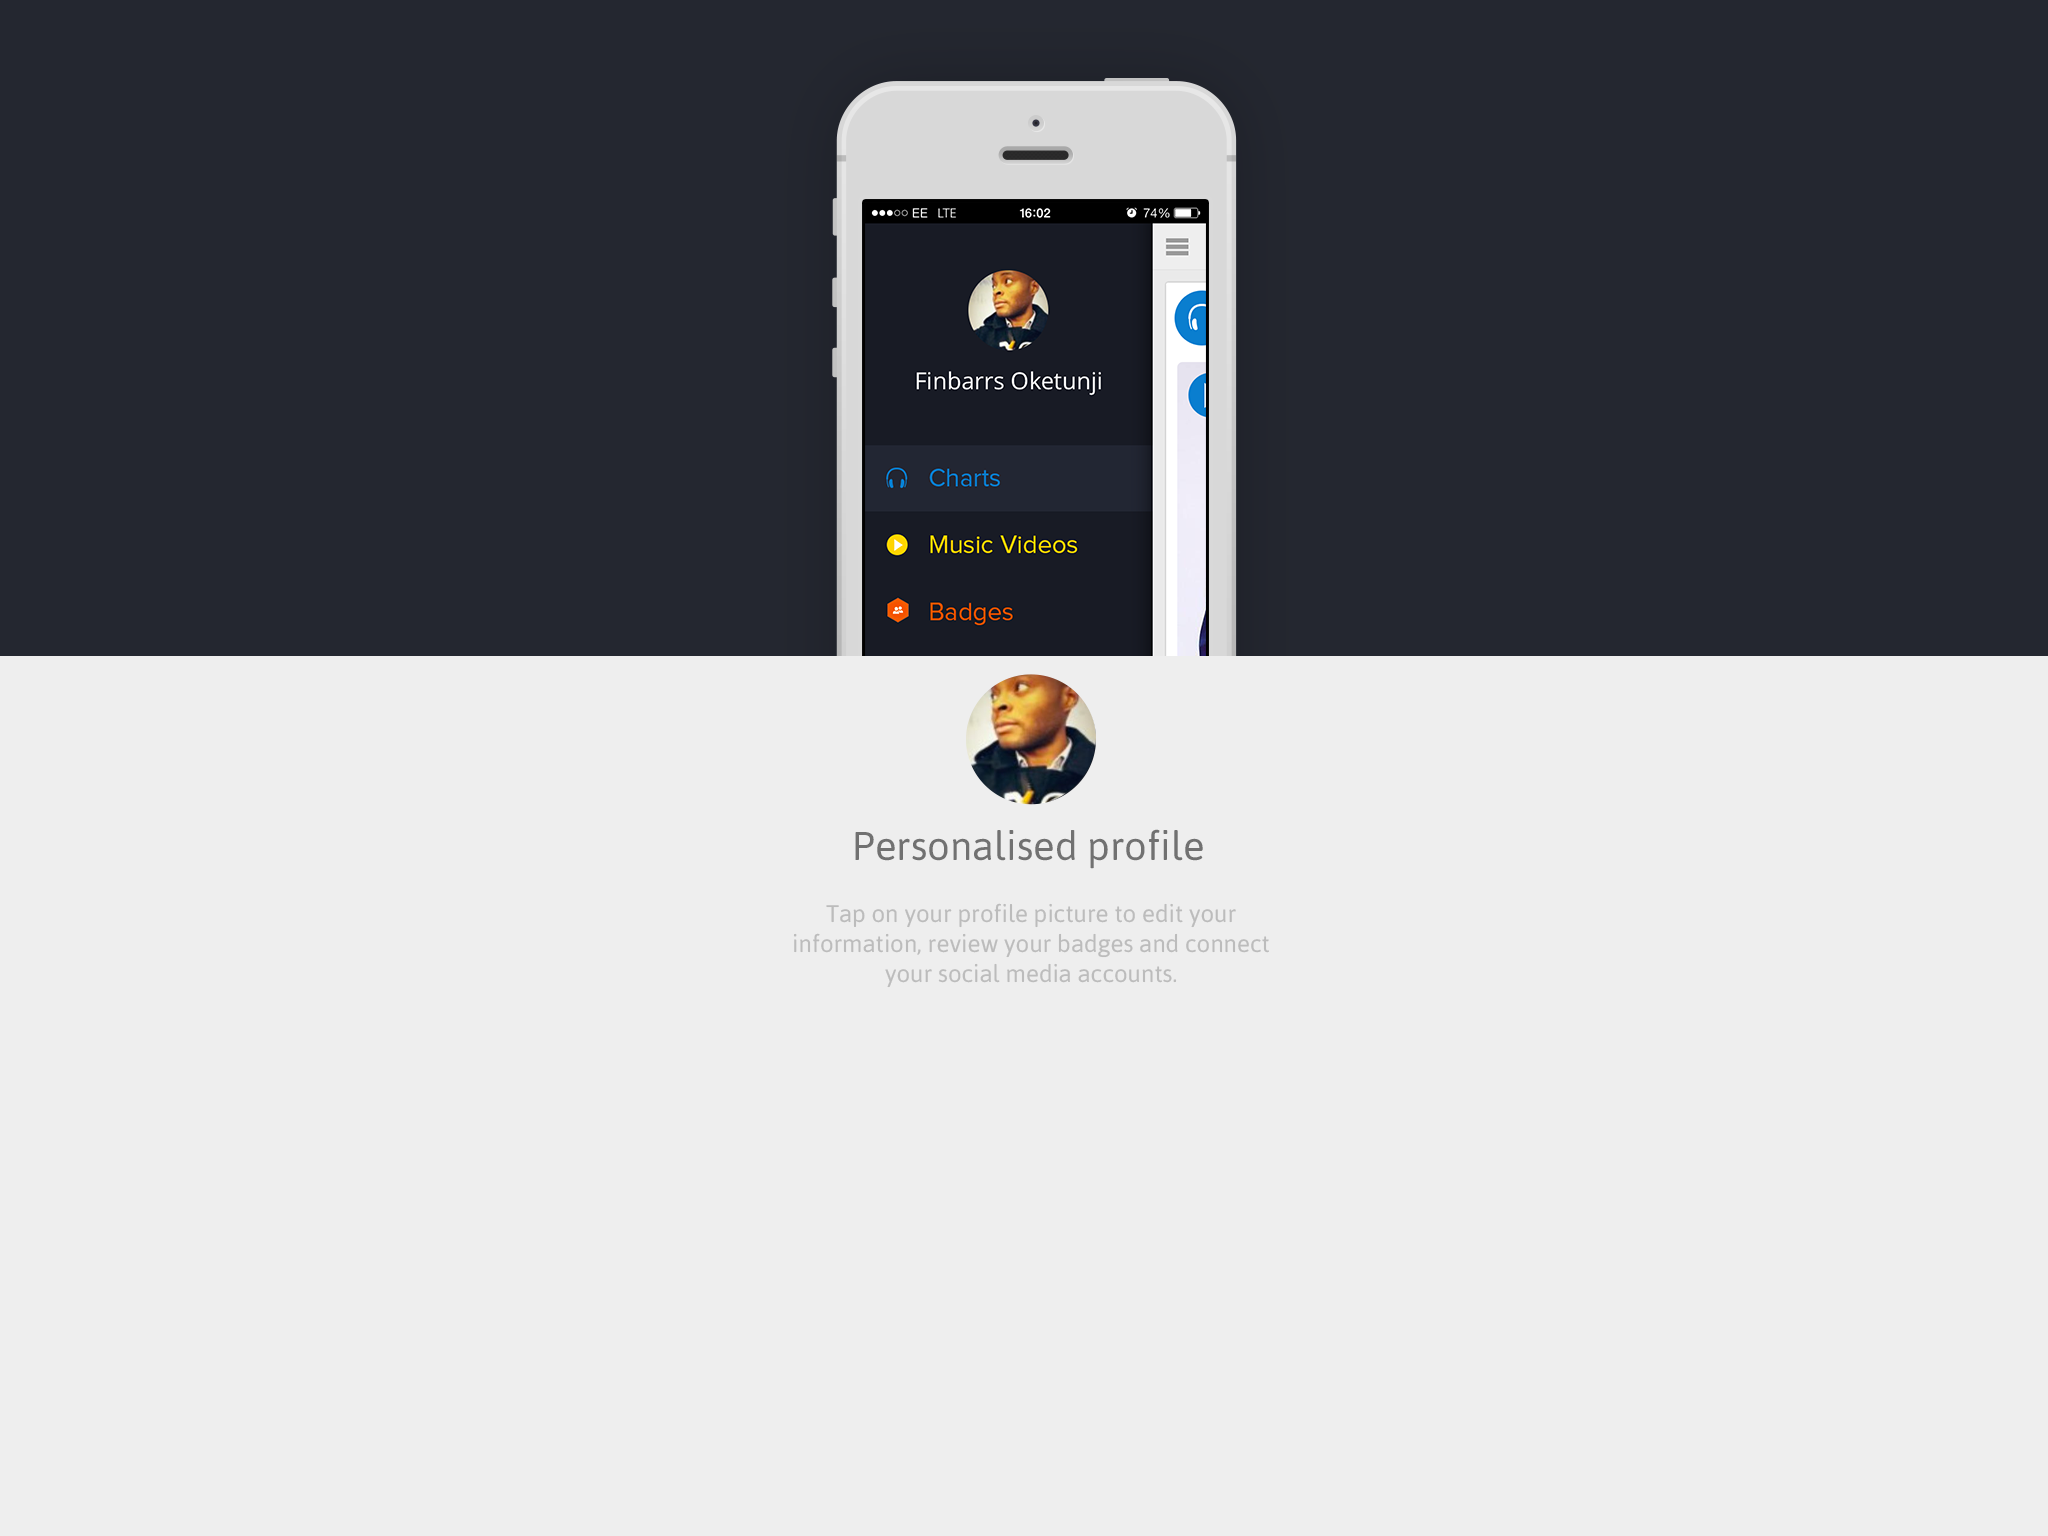 EE LTE 16:02 74%
Finbarrs Oketunji
Charts
Music Videos
Badges
Personalised profile
Tap on your profile picture to edit your
information, review your badges and connect
your social media accounts.